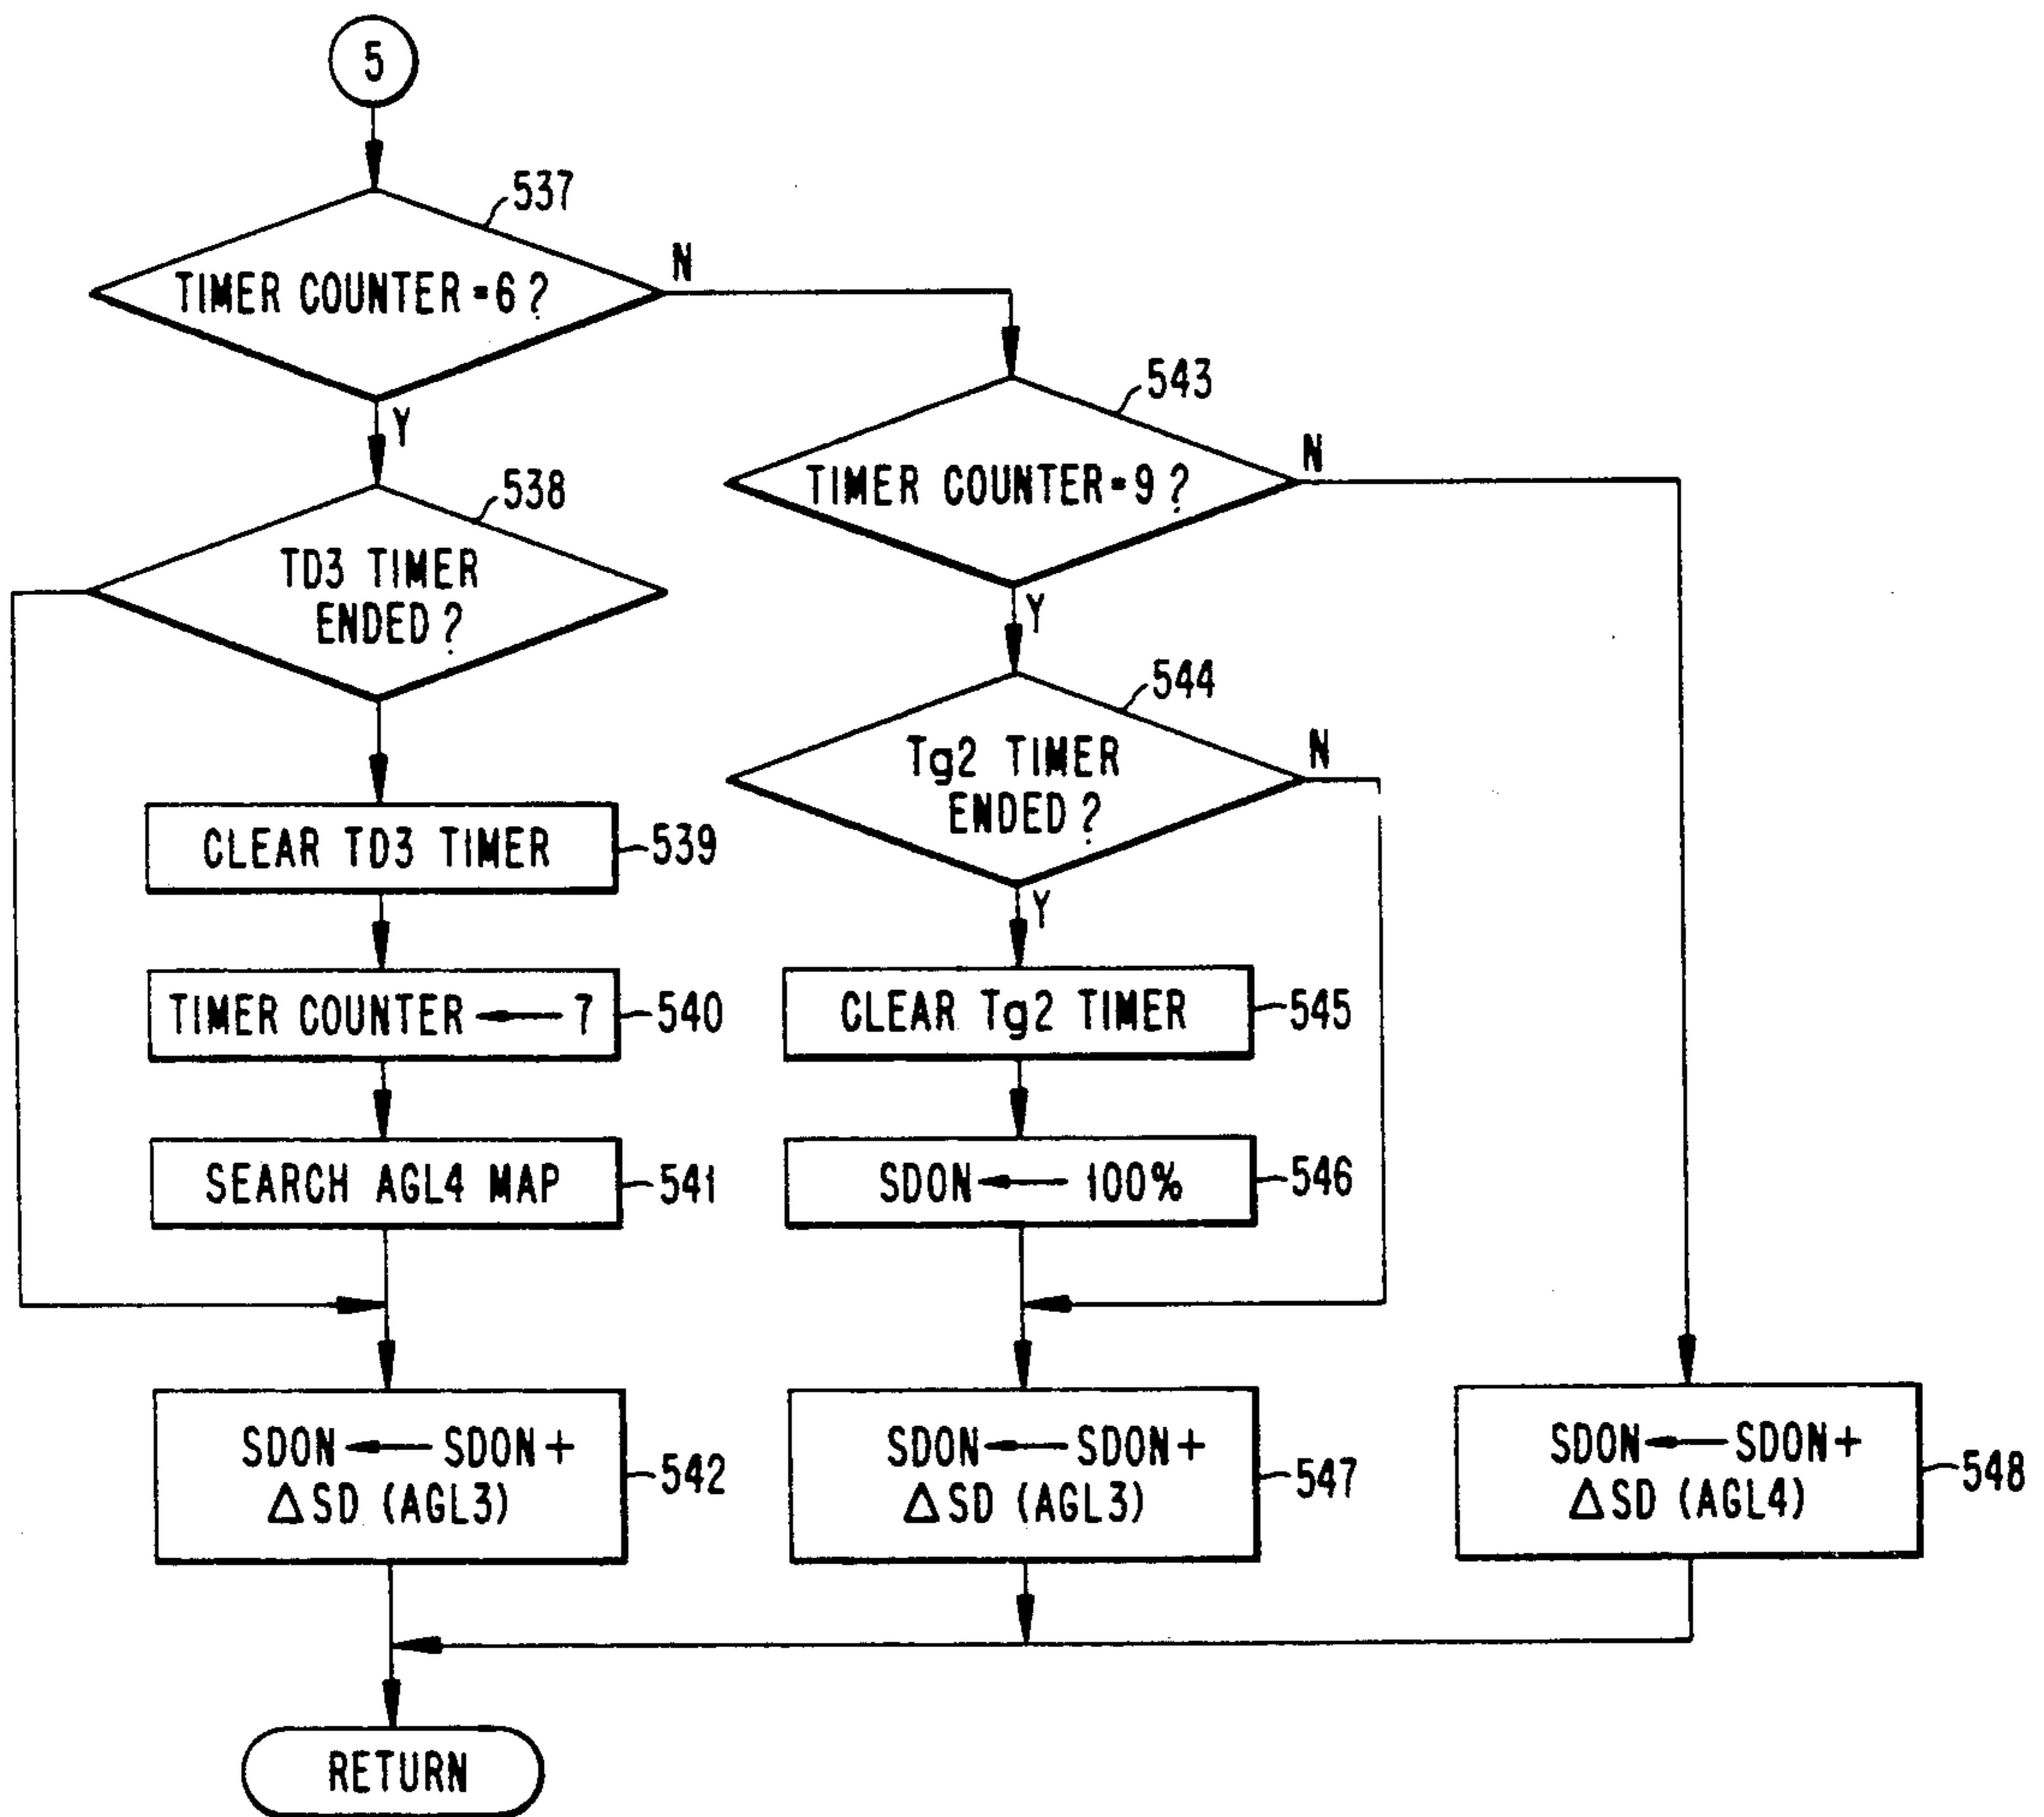 5
537
TIMER COUNTER=6?
N
Y
543
TIMER COUNTER=9?
N
Y
538
TD3 TIMER
ENDED?
544
Tg2 TIMER
ENDED?
N
Y
CLEAR TD3 TIMER
539
TIMER COUNTER ← 7
540
CLEAR Tg2 TIMER
545
SEARCH AGL4 MAP
541
SDON ← 100%
546
SDON ← SDON+
ΔSD (AGL3)
542
SDON ← SDON+
ΔSD (AGL3)
547
SDON ← SDON+
ΔSD (AGL4)
548
RETURN